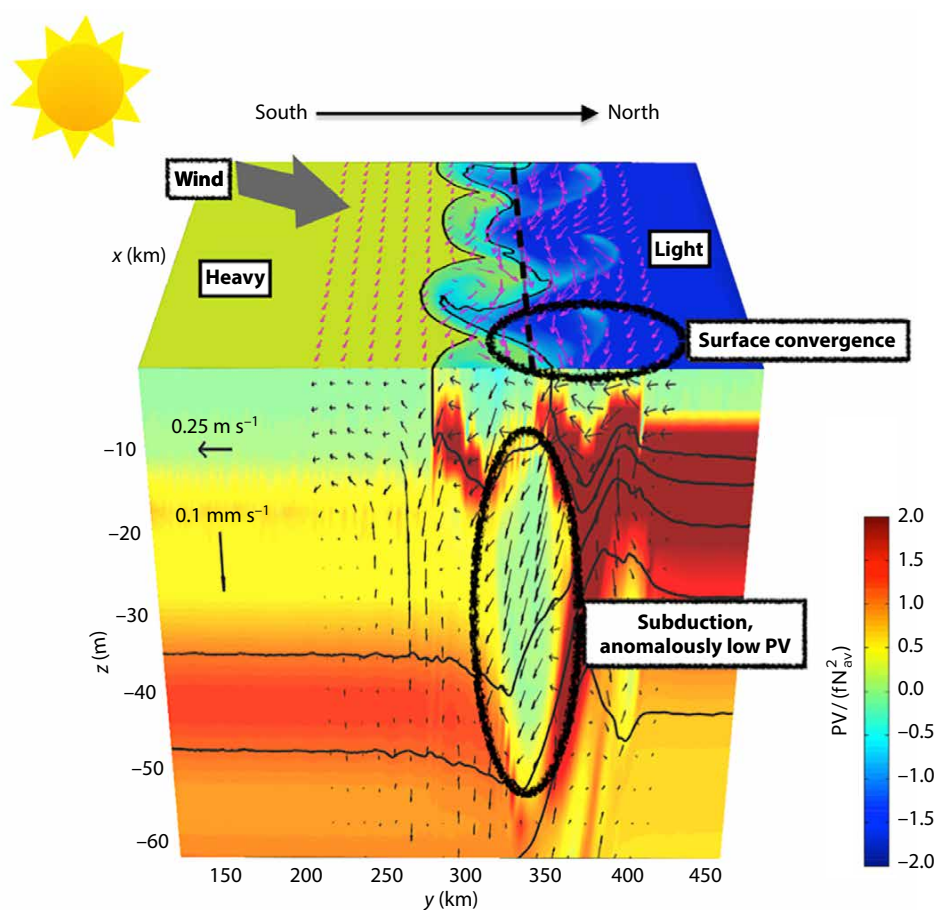 South
North
Wind
x (km)
Heavy
Light
Surface convergence
0.25 m s⁻¹
−10
0.1 mm s⁻¹
−20
−30
z (m)
−40
−50
−60
Subduction,
anomalously low PV
2.0
1.5
1.0
0.5
0.0
−0.5
−1.0
−1.5
−2.0
PV / (fN²av)
150 200 250 300 350 400 450
y (km)